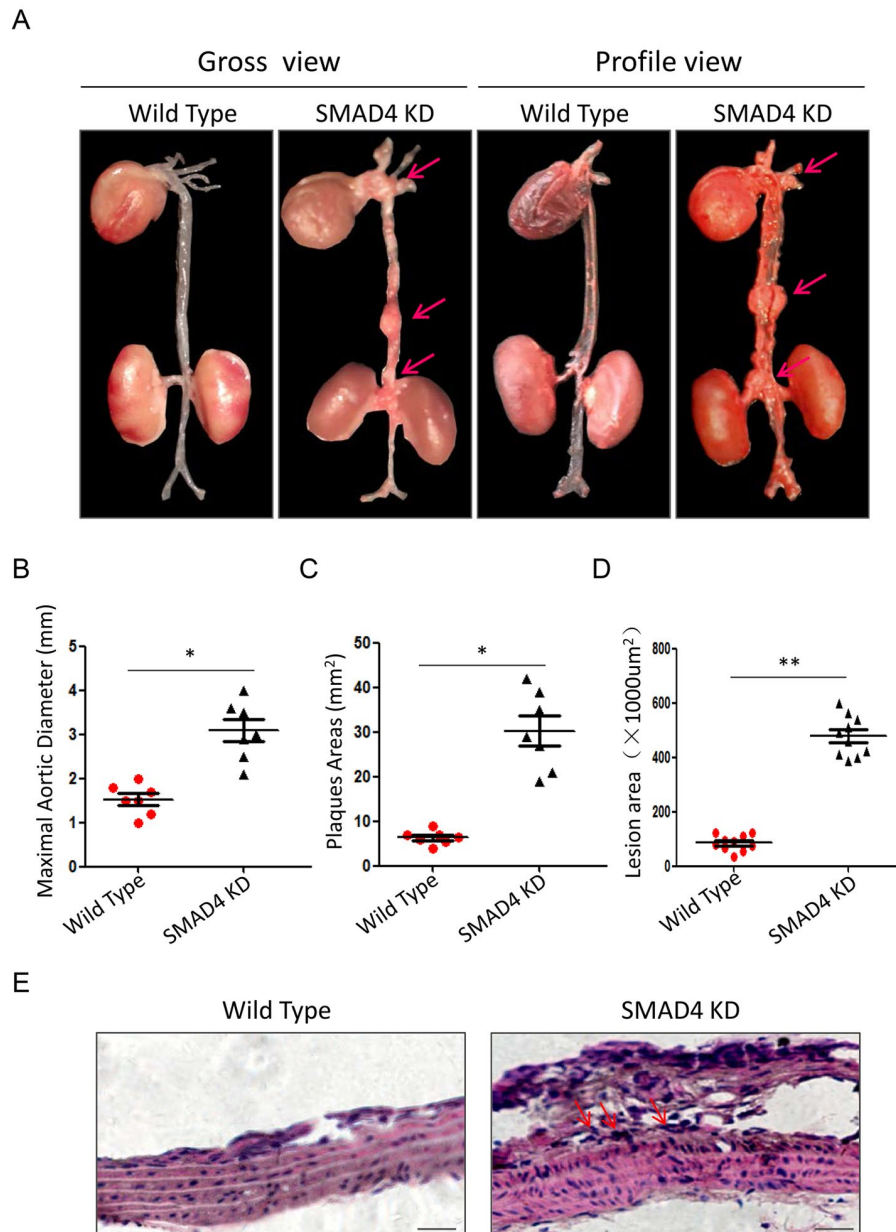 A
Gross view
Profile view
Wild Type
SMAD4 KD
Wild Type
SMAD4 KD
B
Maximal Aortic Diameter (mm)
5
4
3
2
1
0
*
Wild Type
SMAD4 KD
C
Plaques Areas (mm²)
50
40
30
20
10
0
*
Wild Type
SMAD4 KD
D
Lesion area (×1000um²)
800
600
400
200
0
**
Wild Type
SMAD4 KD
E
Wild Type
SMAD4 KD